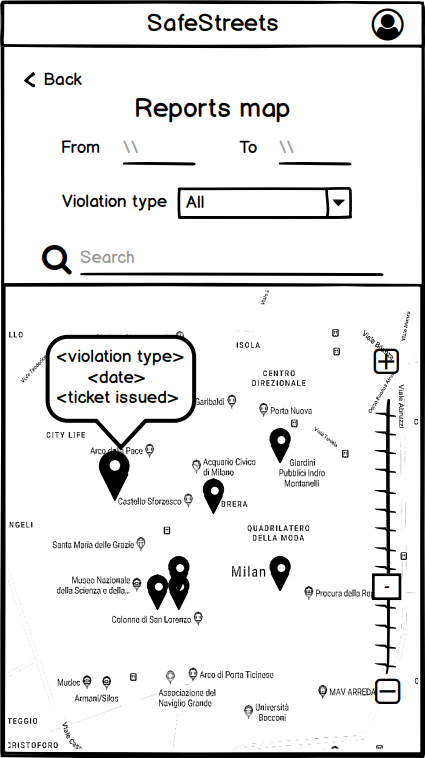 SafeStreets
Back
Reports map
From \\ To \\
Violation type All
Search
LLO
ISOLA
Viale Teodorico
<violation type>
<date>
<ticket issued>
CENTRO
DIREZIONALE
Garibaldi
Porta Nuova
Viale Abruzzi
CITY LIFE
Arco della Pace
Acquario Civico
di Milano
Giardini
Pubblici Indro
Montanelli
Castello Sforzesco
BRERA
NGELI
QUADRILATERO
DELLA MODA
Santa Maria delle Grazie
Milan
Museo Nazionale
della Scienza e della...
-
Procura della Rep
Colonne di San Lorenzo
Arco di Porta Ticinese
Mudec
Armani/Silos
Associazione del
Naviglio Grande
MAV ARREDA
Università
Bocconi
TEGGIO
CRISTOFORO